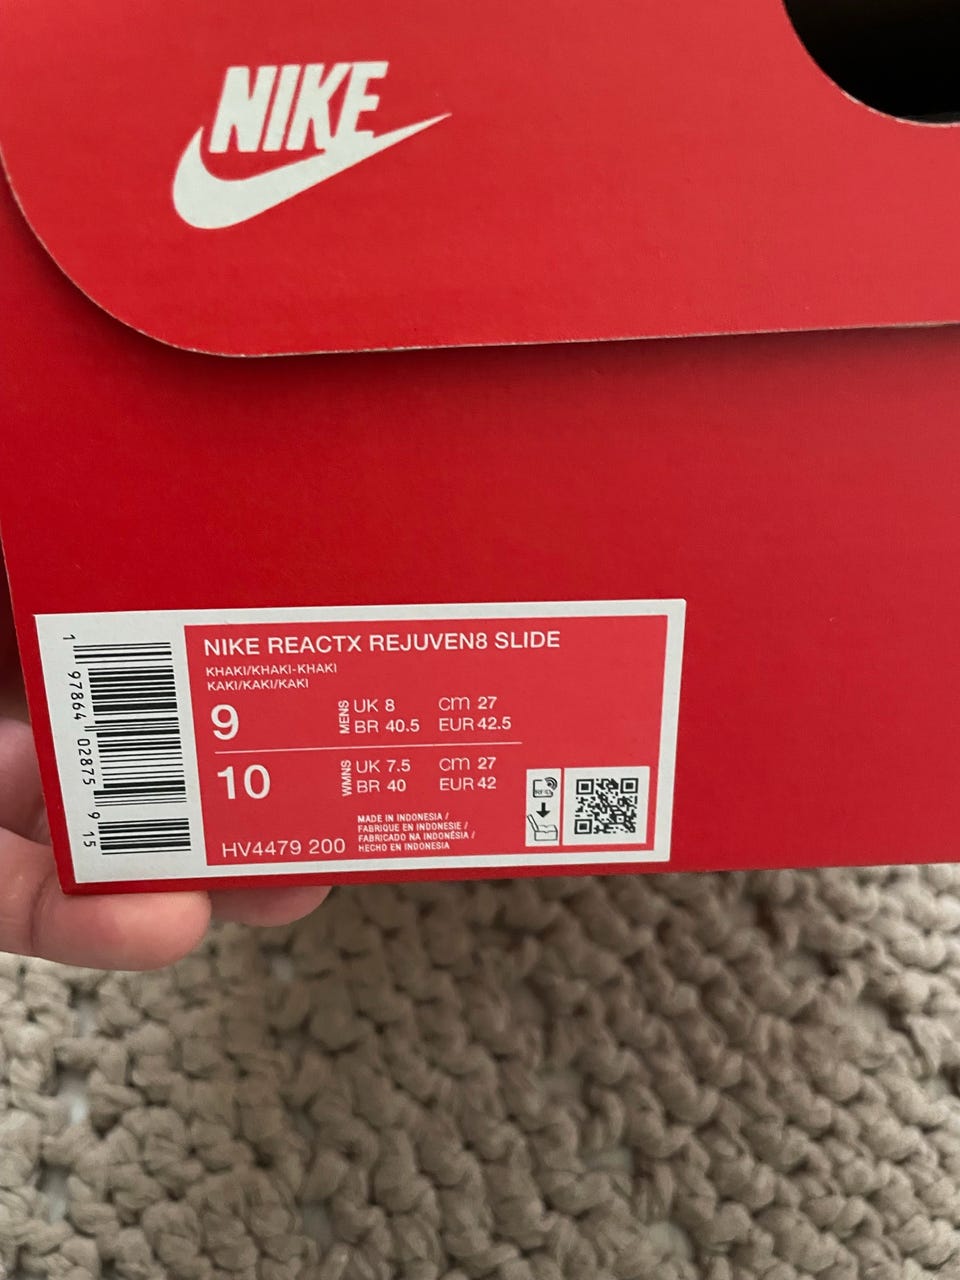 NIKE
NIKE REACTX REJUVEN8 SLIDE
KHAKI/KHAKI-KHAKI
KAKI/KAKI/KAKI
9
MENS
UK 8 cm 27
BR 40.5 EUR 42.5
10
WMNS
UK 7.5 cm 27
BR 40 EUR 42
MADE IN INDONESIA /
FABRIQUE EN INDONESIE /
FABRICADO NA INDONÉSIA /
HECHO EN INDONESIA
HV4479 200
1 97864 02875 9 15
RFID